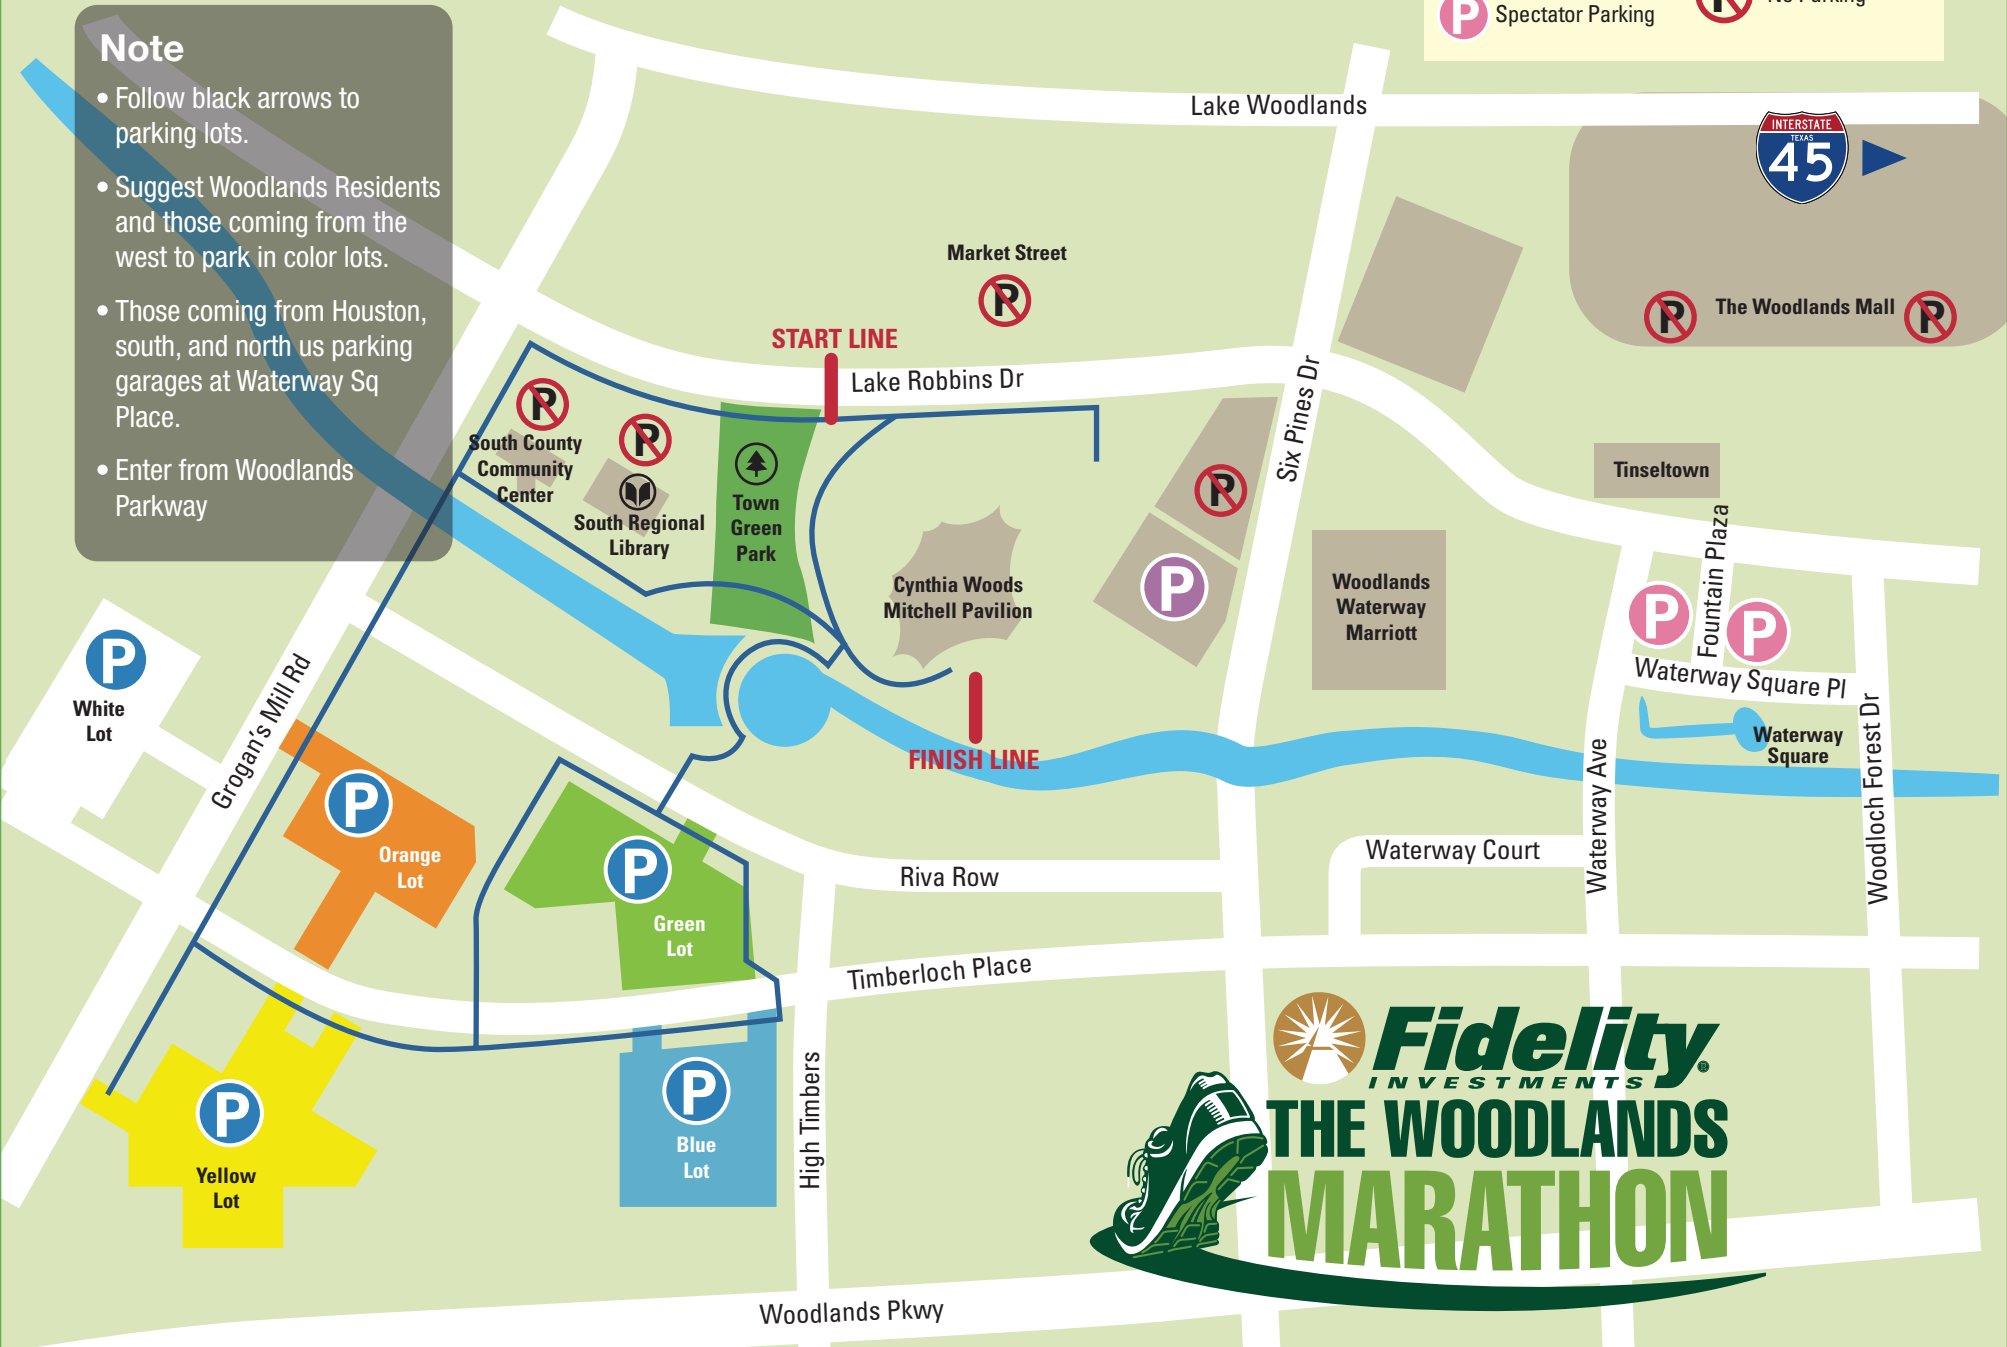 Note
• Follow black arrows to
parking lots.
• Suggest Woodlands Residents
and those coming from the
west to park in color lots.
• Those coming from Houston,
south, and north us parking
garages at Waterway Sq
Place.
• Enter from Woodlands
Parkway
P
Spectator Parking
P
No Parking
Lake Woodlands
INTERSTATE
TEXAS
45
Market Street
P
START LINE
Lake Robbins Dr
Six Pines Dr
P
The Woodlands Mall
P
P
South County
Community
Center
P
South Regional
Library
Town
Green
Park
Cynthia Woods
Mitchell Pavilion
P
P
Woodlands
Waterway
Marriott
Tinseltown
Fountain Plaza
P
P
Waterway Square Pl
Waterway
Square
Woodloch Forest Dr
Waterway Ave
FINISH LINE
P
White
Lot
Grogan's Mill Rd
P
Orange
Lot
P
Green
Lot
Riva Row
Waterway Court
Timberloch Place
High Timbers
P
Yellow
Lot
P
Blue
Lot
Woodlands Pkwy
Fidelity®
INVESTMENTS
THE WOODLANDS
MARATHON